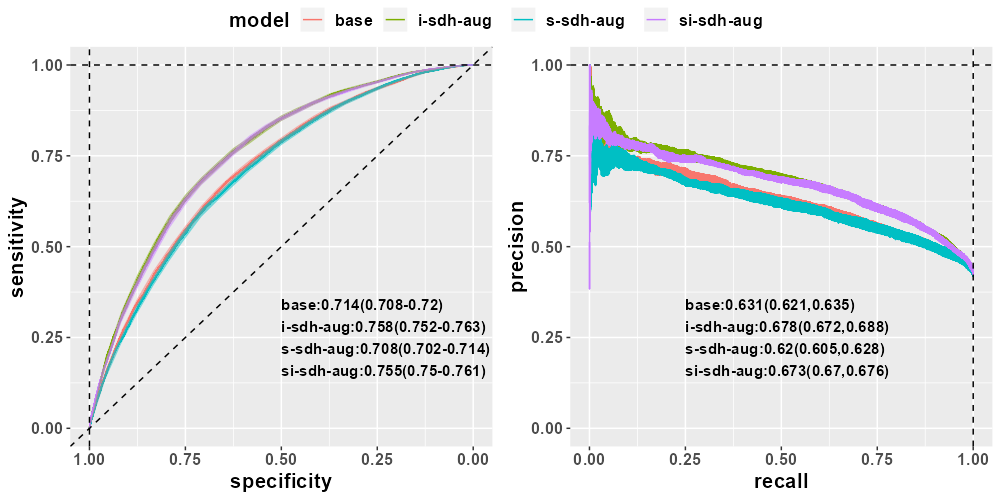 model base i-sdh-aug s-sdh-aug si-sdh-aug
sensitivity
1.00
0.75
0.50
0.25
0.00
base:0.714(0.708-0.72)
i-sdh-aug:0.758(0.752-0.763)
s-sdh-aug:0.708(0.702-0.714)
si-sdh-aug:0.755(0.75-0.761)
1.00 0.75 0.50 0.25 0.00
specificity
precision
1.00
0.75
0.50
0.25
0.00
base:0.631(0.621,0.635)
i-sdh-aug:0.678(0.672,0.688)
s-sdh-aug:0.62(0.605,0.628)
si-sdh-aug:0.673(0.67,0.676)
0.00 0.25 0.50 0.75 1.00
recall